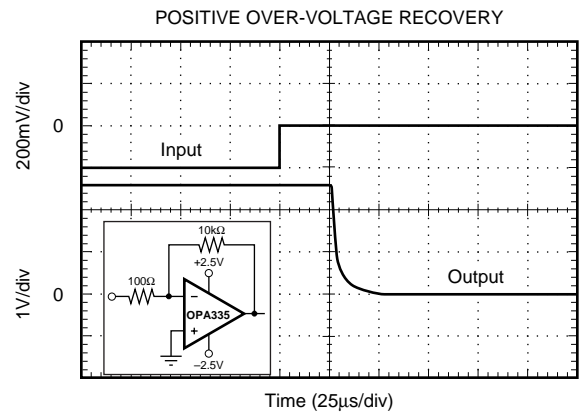 POSITIVE OVER-VOLTAGE RECOVERY
200mV/div
0
Input
10kΩ
+2.5V
100Ω
−
OPA335
+
−2.5V
1V/div
0
Output
Time (25µs/div)